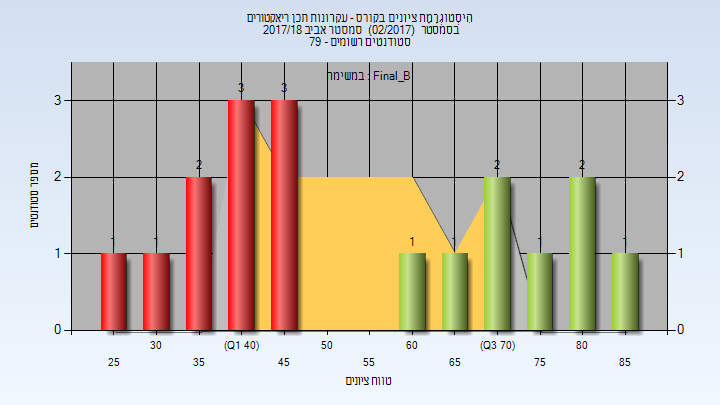 היסטוגרמת ציונים בקורס - עקרונות תכן ריאקטורים
בסמסטר (02/2017) סמסטר אביב 2017/18
סטודנטים רשומים - 79
במשימה : Final_B
מספר סטודנטים
3 3
2 2
1 1
0 0
1 1 2 3 3 1 1 2 1 2 1
30 (Q1 40) 50 60 (Q3 70) 80
25 35 45 55 65 75 85
טווח ציונים